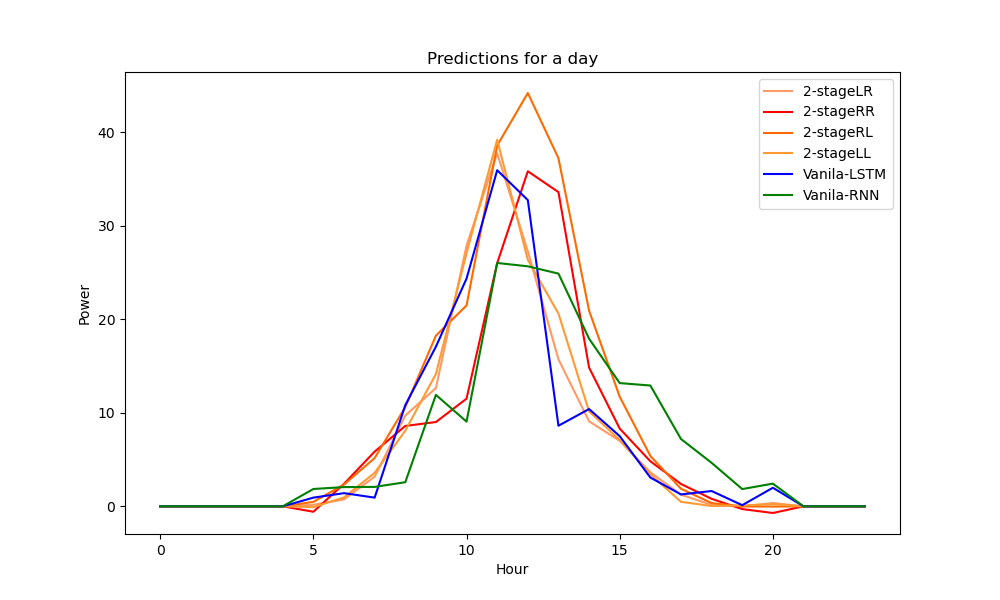 Predictions for a day
2-stageLR
2-stageRR
2-stageRL
2-stageLL
Vanila-LSTM
Vanila-RNN
40
30
20
10
0
Power
0 5 10 15 20
Hour